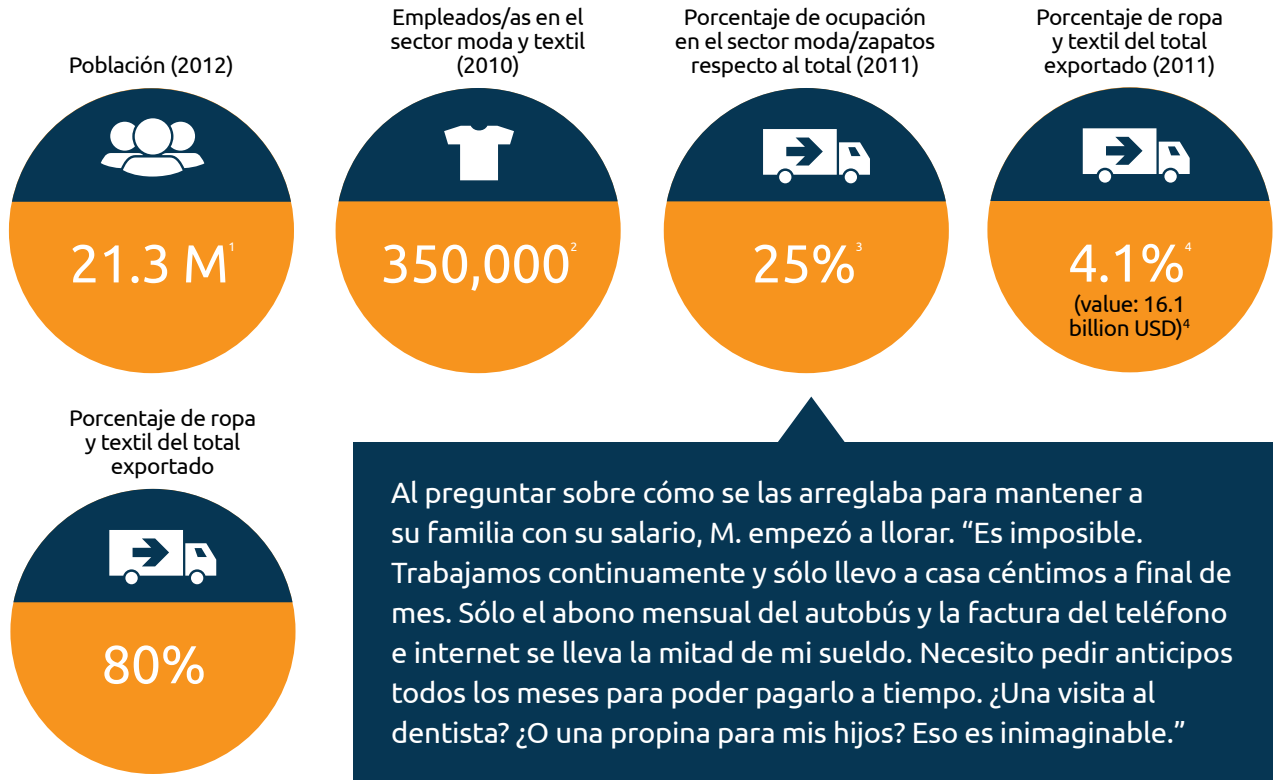 Población (2012)
21.3 M¹
Empleados/as en el
sector moda y textil
(2010)
350,000²
Porcentaje de ocupación
en el sector moda/zapatos
respecto al total (2011)
25%³
Porcentaje de ropa
y textil del total
exportado (2011)
4.1%⁴
(value: 16.1
billion USD)⁴
Porcentaje de ropa
y textil del total
exportado
80%
Al preguntar sobre cómo se las arreglaba para mantener a
su familia con su salario, M. empezó a llorar. “Es imposible.
Trabajamos continuamente y sólo llevo a casa céntimos a final de
mes. Sólo el abono mensual del autobús y la factura del teléfono
e internet se lleva la mitad de mi sueldo. Necesito pedir anticipos
todos los meses para poder pagarlo a tiempo. ¿Una visita al
dentista? ¿O una propina para mis hijos? Eso es inimaginable.”